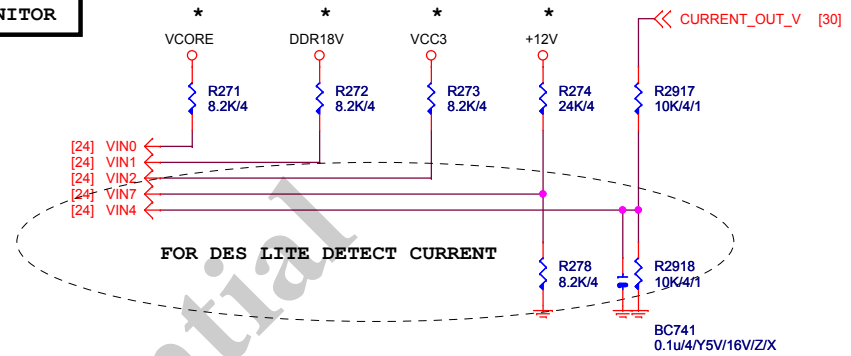 NITOR
* * * *
VCORE DDR18V VCC3 +12V
CURRENT_OUT_V [30]
R271
8.2K/4
R272
8.2K/4
R273
8.2K/4
R274
24K/4
R2917
10K/4/1
[24] VIN0
[24] VIN1
[24] VIN2
[24] VIN7
[24] VIN4
FOR DES LITE DETECT CURRENT
R278
8.2K/4
R2918
10K/4/1
BC741
0.1u/4/Y5V/16V/Z/X
ntial